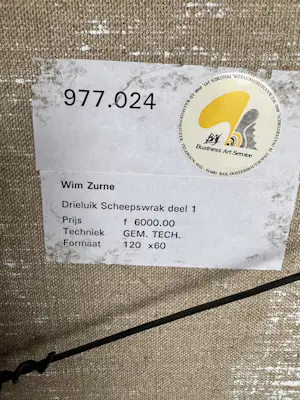 977.024
Business Art Service
Wim Zurne
Drieluik Scheepswrak deel 1
Prijs f 6000.00
Techniek GEM. TECH.
Formaat 120 x60